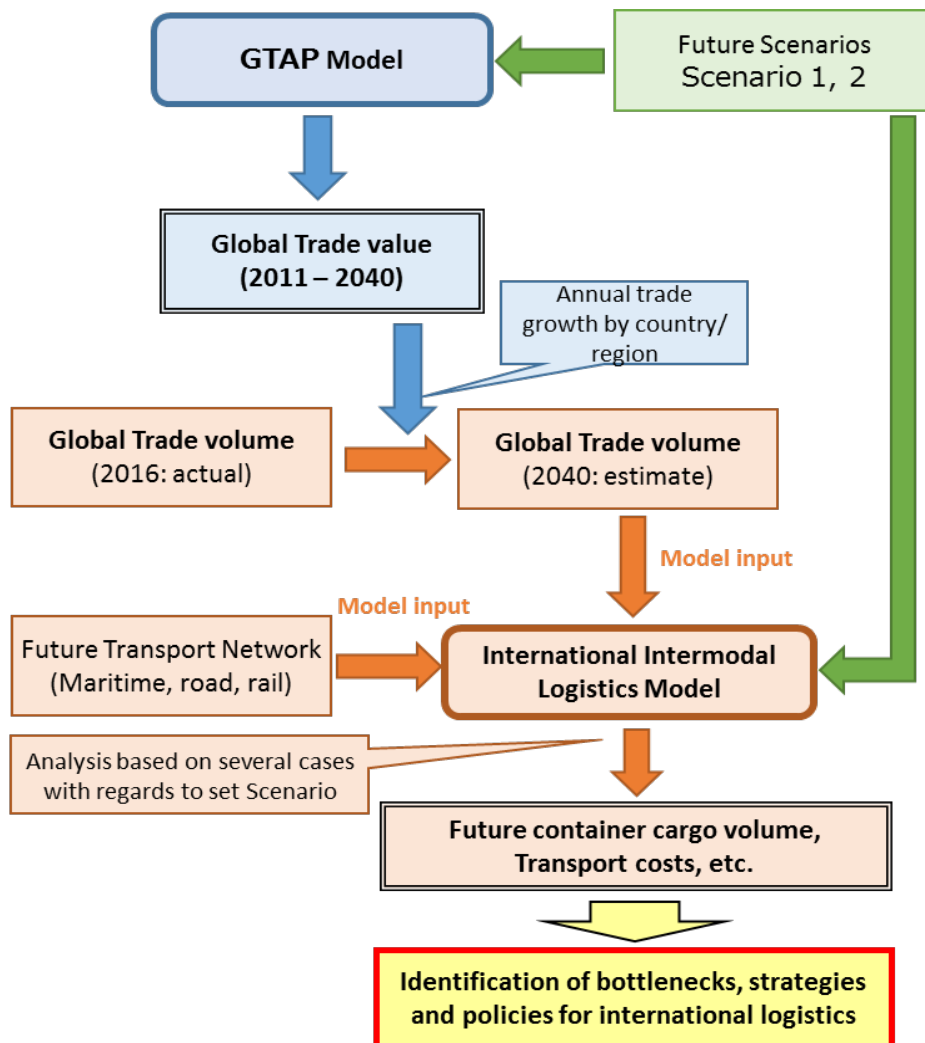 GTAP Model
Future Scenarios
Scenario 1, 2
Global Trade value
(2011 – 2040)
Annual trade
growth by country/
region
Global Trade volume
(2016: actual)
Global Trade volume
(2040: estimate)
Model input
Model input
Future Transport Network
(Maritime, road, rail)
International Intermodal
Logistics Model
Analysis based on several cases
with regards to set Scenario
Future container cargo volume,
Transport costs, etc.
Identification of bottlenecks, strategies
and policies for international logistics